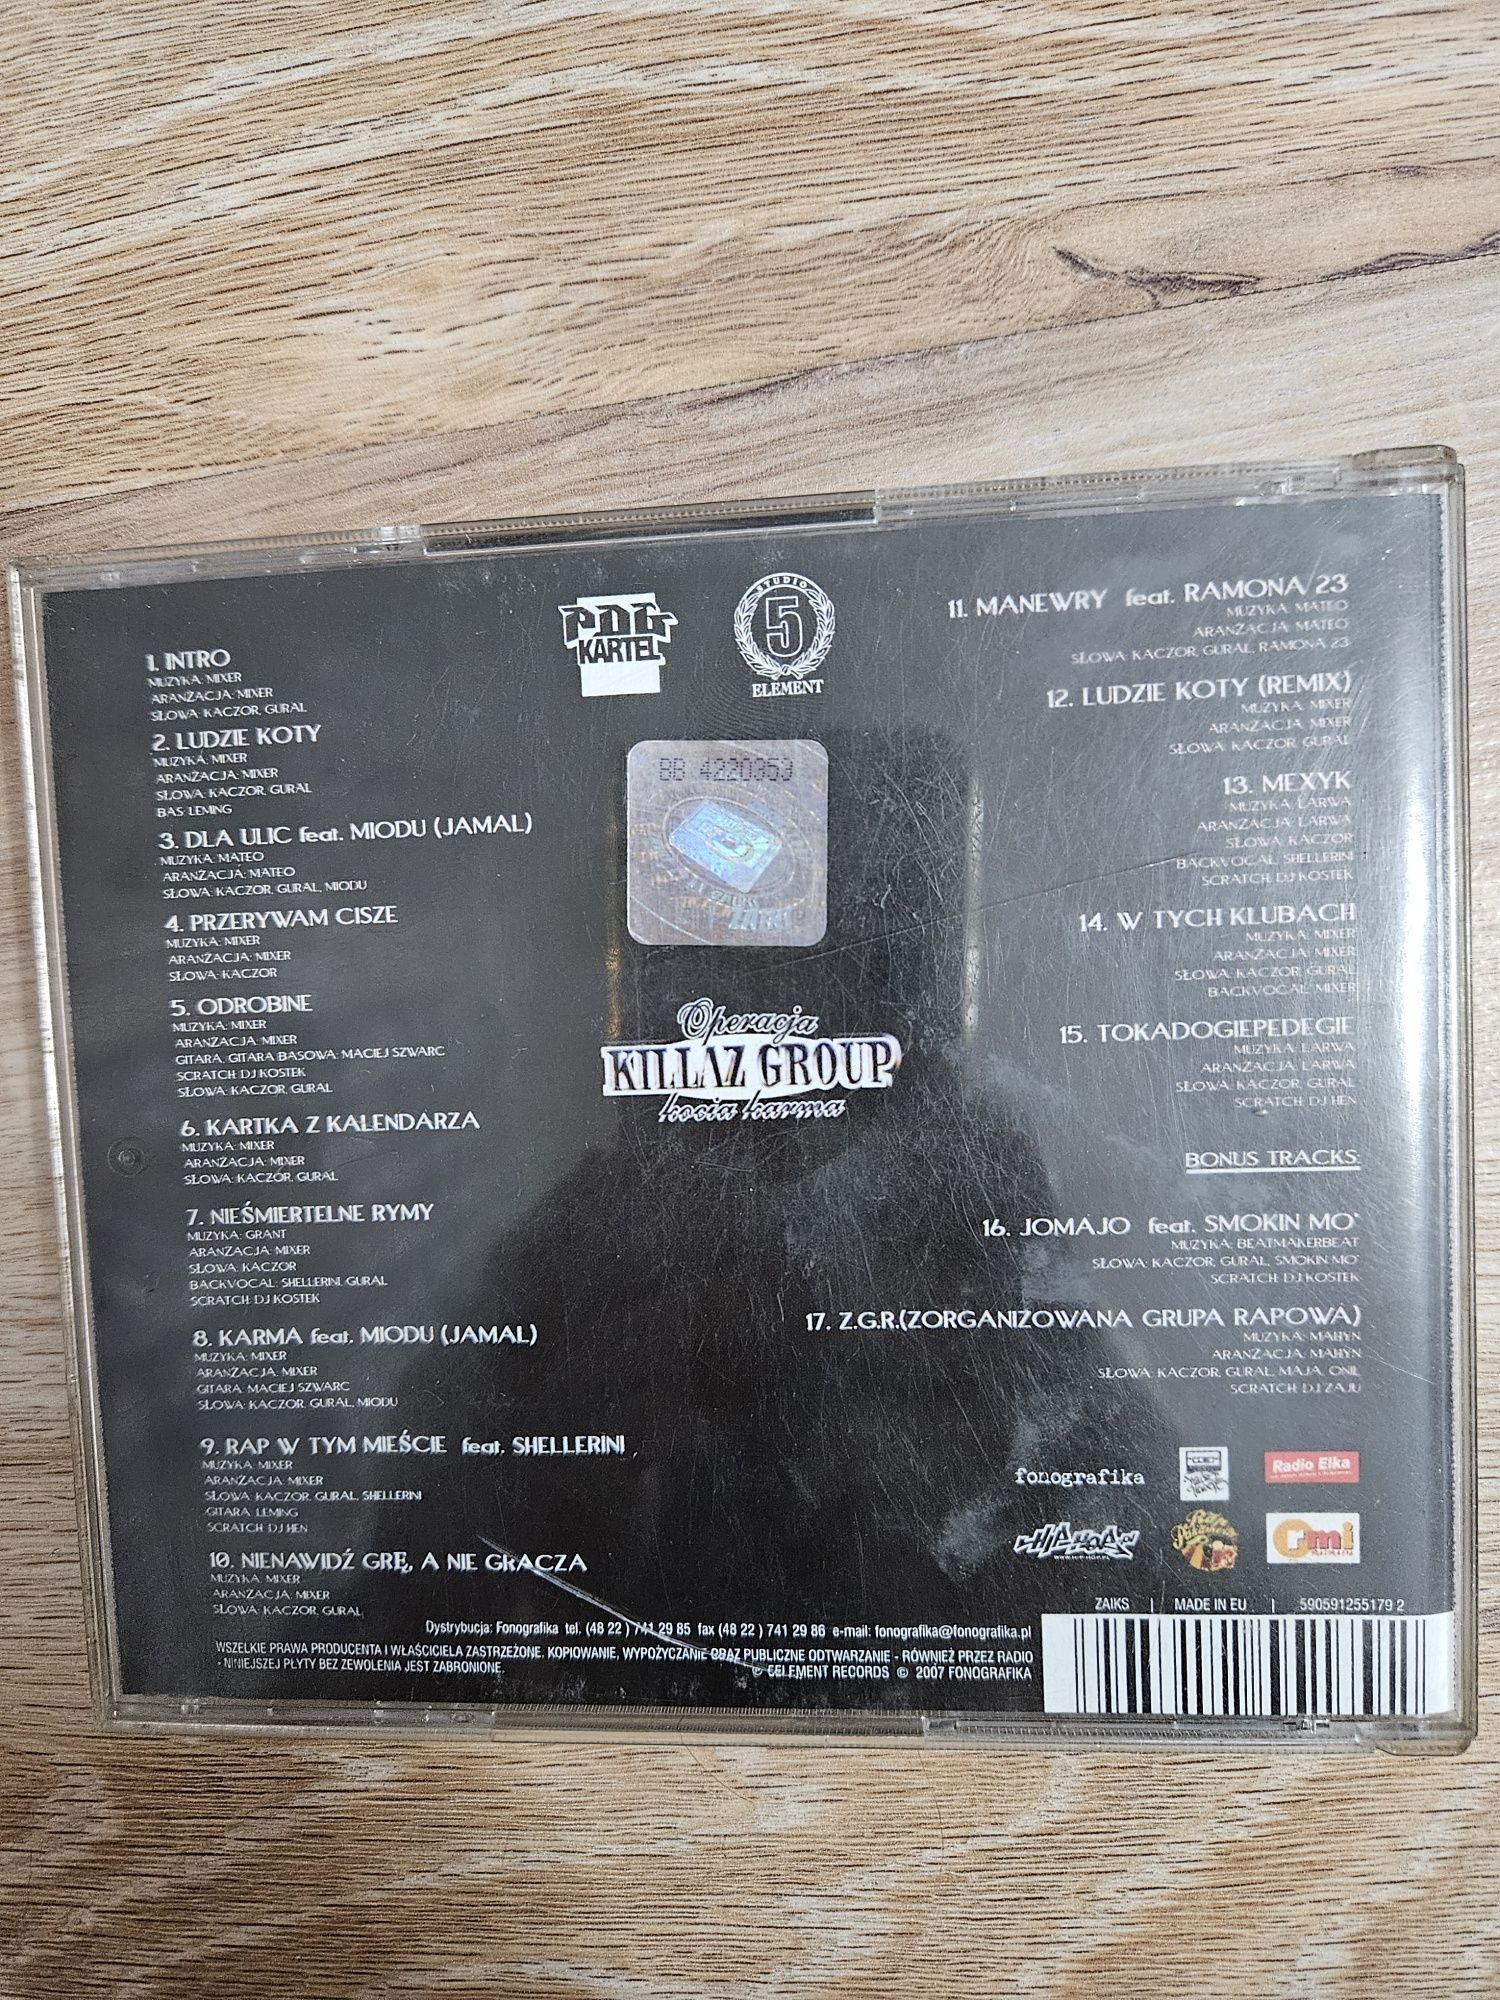 PDG
KARTEL
STUDIO
5
ELEMENT
1. INTRO
MUZYKA: MIXER
ARANŻACJA: MIXER
SŁOWA: KACZOR, GURAL
2. LUDZIE KOTY
MUZYKA: MIXER
ARANŻACJA: MIXER
SŁOWA: KACZOR, GURAL
BAS: LEMING
3. DLA ULIC feat. MIODU (JAMAL)
MUZYKA: MATEO
ARANŻACJA: MATEO
SŁOWA: KACZOR, GURAL, MIODU
4. PRZERYWAM CISZE
MUZYKA: MIXER
ARANŻACJA: MIXER
SŁOWA: KACZOR
5. ODROBINE
MUZYKA: MIXER
ARANŻACJA: MIXER
GITARA, GITARA BASOWA: MACIEJ SZWARC
SCRATCH: DJ KOSTEK
SŁOWA: KACZOR, GURAL
6. KARTKA Z KALENDARZA
MUZYKA: MIXER
ARANŻACJA: MIXER
SŁOWA: KACZOR, GURAL
7. NIEŚMIERTELNE RYMY
MUZYKA: GRANT
ARANŻACJA: MIXER
SŁOWA: KACZOR
BACKVOCAL: SHELLERINI, GURAL
SCRATCH: DJ KOSTEK
8. KARMA feat. MIODU (JAMAL)
MUZYKA: MIXER
ARANŻACJA: MIXER
GITARA: MACIEJ SZWARC
SŁOWA: KACZOR, GURAL, MIODU
9. RAP W TYM MIEŚCIE feat. SHELLERINI
MUZYKA: MIXER
ARANŻACJA: MIXER
SŁOWA: KACZOR, GURAL, SHELLERINI
GITARA: LEMING
SCRATCH: DJ HEN
10. NIENAWIDŹ GRĘ, A NIE GRACZA
MUZYKA: MIXER
ARANŻACJA: MIXER
SŁOWA: KACZOR, GURAL
BB 4220353
Operacja
KILLAZ GROUP
kocia karma
11. MANEWRY feat. RAMONA 23
MUZYKA: MATEO
ARANŻACJA: MATEO
SŁOWA: KACZOR, GURAL, RAMONA 23
12. LUDZIE KOTY (REMIX)
MUZYKA: MIXER
ARANŻACJA: MIXER
SŁOWA: KACZOR, GURAL
13. MEXYK
MUZYKA: LARWA
ARANŻACJA: LARWA
SŁOWA: KACZOR
BACKVOCAL: SHELLERINI
SCRATCH: DJ KOSTEK
14. W TYCH KLUBACH
MUZYKA: MIXER
ARANŻACJA: MIXER
SŁOWA: KACZOR, GURAL
BACKVOCAL: MIXER
15. TOKADOGIEPEDEGIE
MUZYKA: LARWA
ARANŻACJA: LARWA
SŁOWA: KACZOR, GURAL
SCRATCH: DJ HEN
BONUS TRACKS:
16. JOMAJO feat. SMOKIN MO'
MUZYKA: BEATMAKERBEAT
SŁOWA: KACZOR, GURAL, SMOKIN MO'
SCRATCH: DJ KOSTEK
17. Z.G.R.(ZORGANIZOWANA GRUPA RAPOWA)
MUZYKA: MAHYN
ARANŻACJA: MAHYN
SŁOWA: KACZOR, GURAL, MAJA, ONIL
SCRATCH: DJ ZAJU
fonografika
Radio Elka
HIP-HOP.PL
www.hip-hop.pl
rmi
ZAIKS | MADE IN EU | 590591255179 2
Dystrybucja: Fonografika tel. (48 22 ) 741 29 85 fax (48 22 ) 741 29 86 e-mail: fonografika@fonografika.pl
WSZELKIE PRAWA PRODUCENTA I WŁAŚCICIELA ZASTRZEŻONE. KOPIOWANIE, WYPOŻYCZANIE ORAZ PUBLICZNE ODTWARZANIE - RÓWNIEŻ PRZEZ RADIO
- NINIEJSZEJ PŁYTY BEZ ZEWOLENIA JEST ZABRONIONE.
℗ 5ELEMENT RECORDS © 2007 FONOGRAFIKA